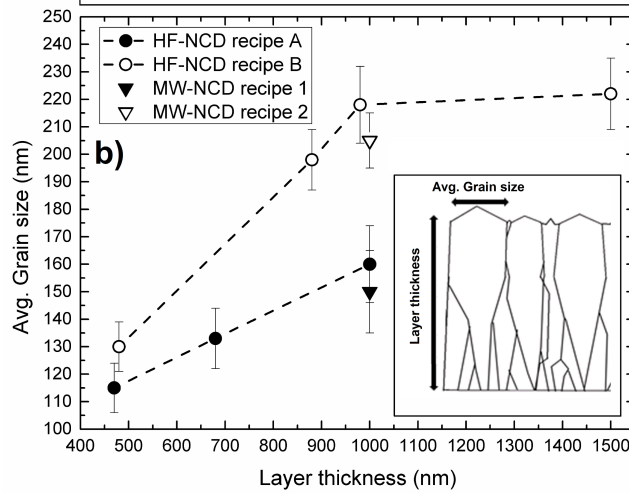 HF-NCD recipe A
HF-NCD recipe B
MW-NCD recipe 1
MW-NCD recipe 2
b)
Avg. Grain size (nm)
250
240
230
220
210
200
190
180
170
160
150
140
130
120
110
100
Avg. Grain size
Layer thickness
400 500 600 700 800 900 1000 1100 1200 1300 1400 1500
Layer thickness (nm)